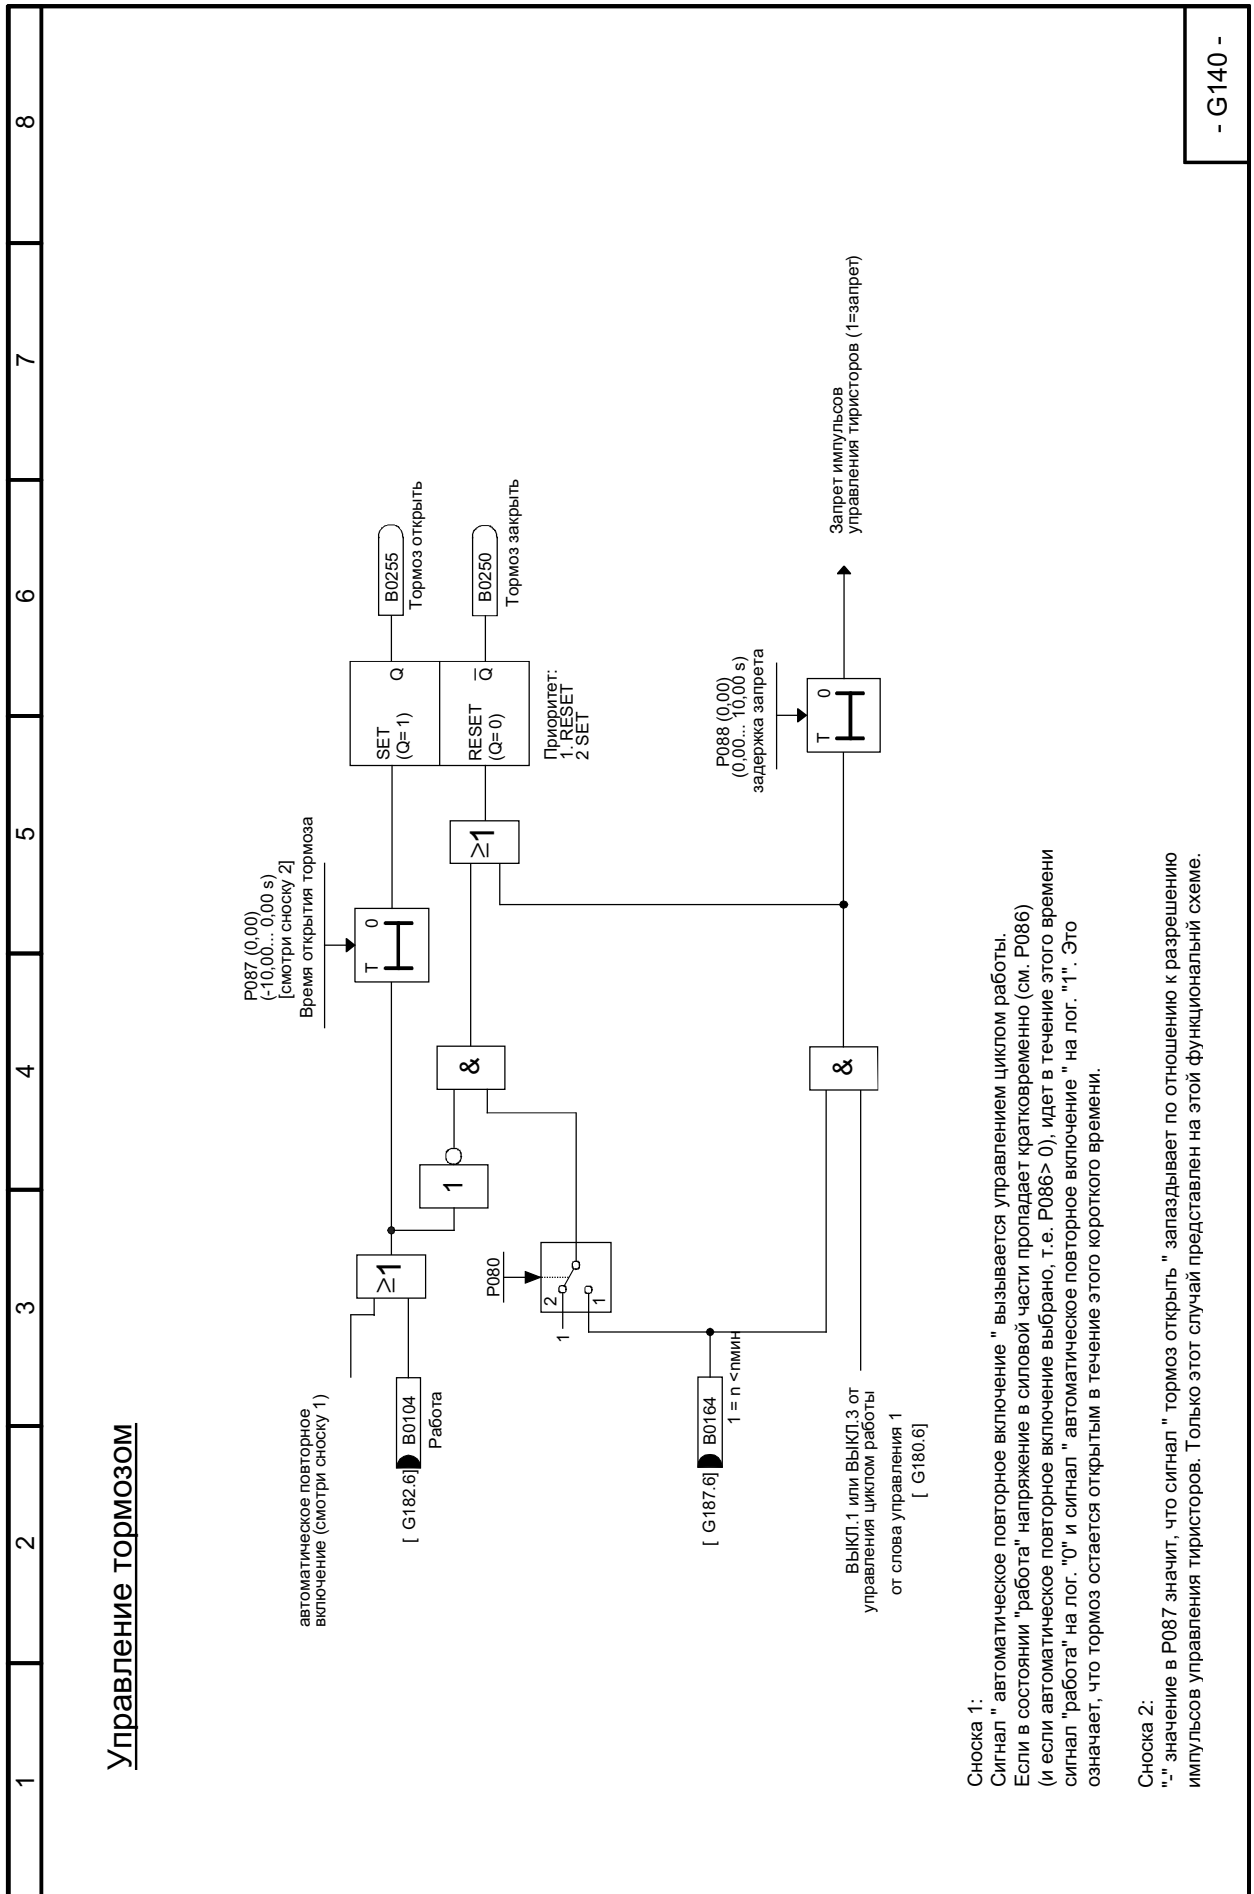 1
2
3
4
5
6
7
8
Управление тормозом
автоматическое повторное
включение (смотри сноску 1)
[ G182.6]
B0104
Работа
≥1
1
P087 (0,00)
(-10,00... 0,00 s)
[смотри сноску 2]
Время открытия тормоза
T
0
&
≥1
SET
(Q=1)
Q
RESET
(Q=0)
Q
Приоритет:
1. RESET
2 SET
B0255
Тормоз открыть
B0250
Тормоз закрыть
P080
1
2
1
[ G187.6]
B0164
1 = n <nмин
ВЫКЛ.1 или ВЫКЛ.3 от
управления циклом работы
от слова управления 1
[ G180.6]
&
P088 (0,00)
(0,00... 10,00 s)
задержка запрета
T
0
Запрет импульсов
управления тиристоров (1=запрет)
Сноска 1:
Сигнал " автоматическое повторное включение " вызывается управлением циклом работы.
Если в состоянии "работа" напряжение в силовой части пропадает кратковременно (см. P086)
(и если автоматическое повторное включение выбрано, т.е. P086> 0), идет в течение этого времени
сигнал "работа" на лог. "0" и сигнал " автоматическое повторное включение " на лог. "1". Это
означает, что тормоз остается открытым в течение этого короткого времени.
Сноска 2:
"-" значение в P087 значит, что сигнал " тормоз открыть " запаздывает по отношению к разрешению
импульсов управления тиристоров. Только этот случай представлен на этой функциональнй схеме.
- G140 -